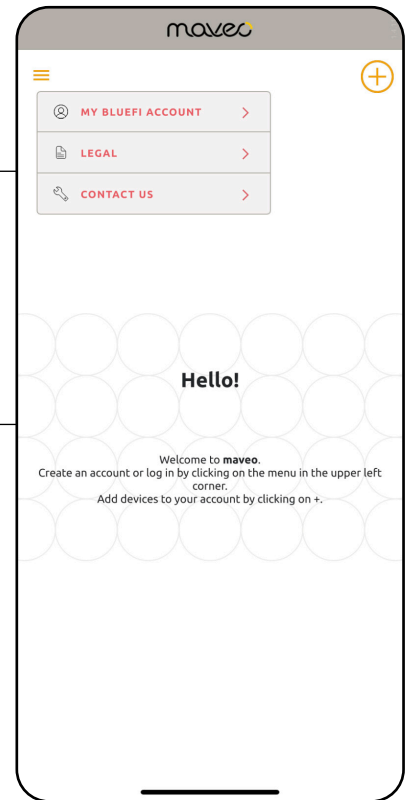 maveo
MY BLUEFI ACCOUNT
LEGAL
CONTACT US
Hello!
Welcome to maveo.
Create an account or log in by clicking on the menu in the upper left
corner.
Add devices to your account by clicking on +.